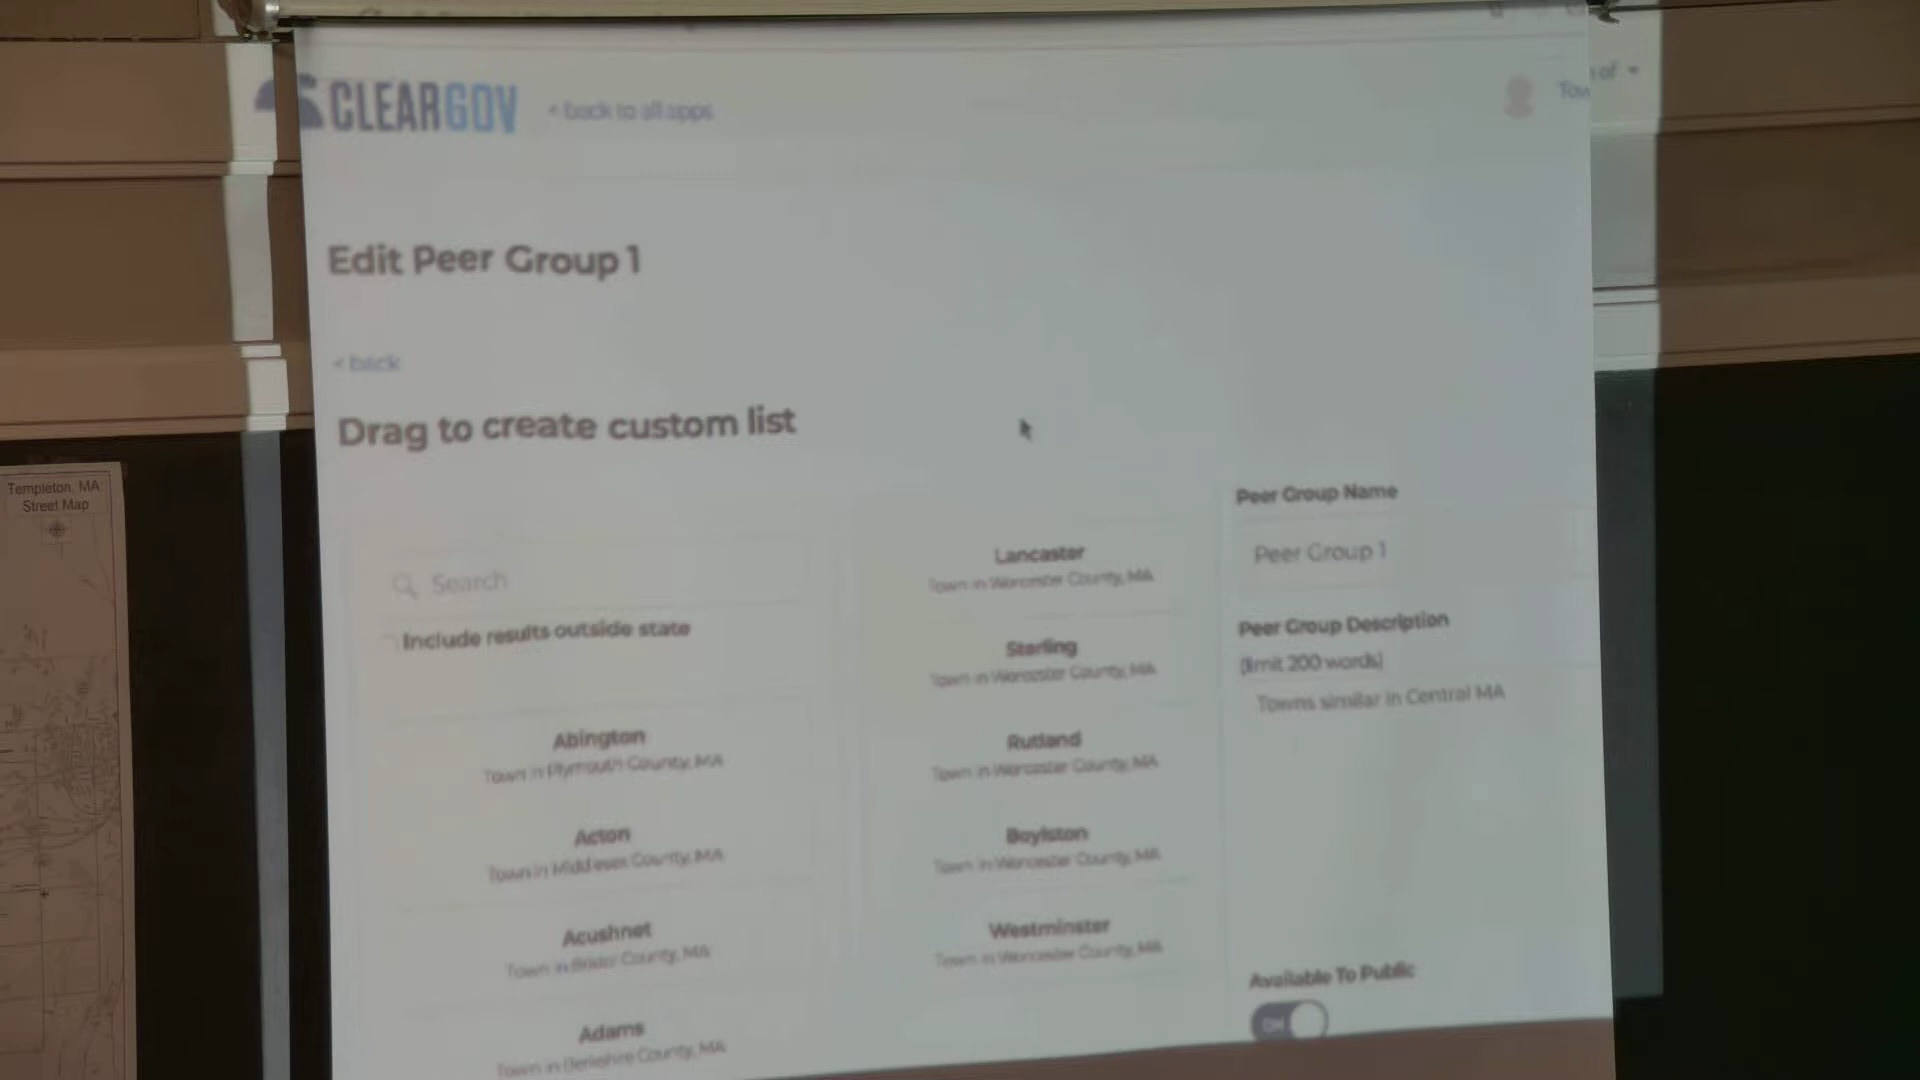 CLEARGOV
< back to all apps
Tow
n of
Edit Peer Group 1
< back
Drag to create custom list
Templeton, MA
Street Map
Search
Include results outside state
Abington
Town in Plymouth County, MA
Acton
Town in Middlesex County, MA
Acushnet
Town in Bristol County, MA
Adams
Town in Berkshire County, MA
Lancaster
Town in Worcester County, MA
Sterling
Town in Worcester County, MA
Rutland
Town in Worcester County, MA
Boylston
Town in Worcester County, MA
Westminster
Town in Worcester County, MA
Peer Group Name
Peer Group 1
Peer Group Description
(limit 200 words)
Towns similar in Central MA
Available To Public
ON